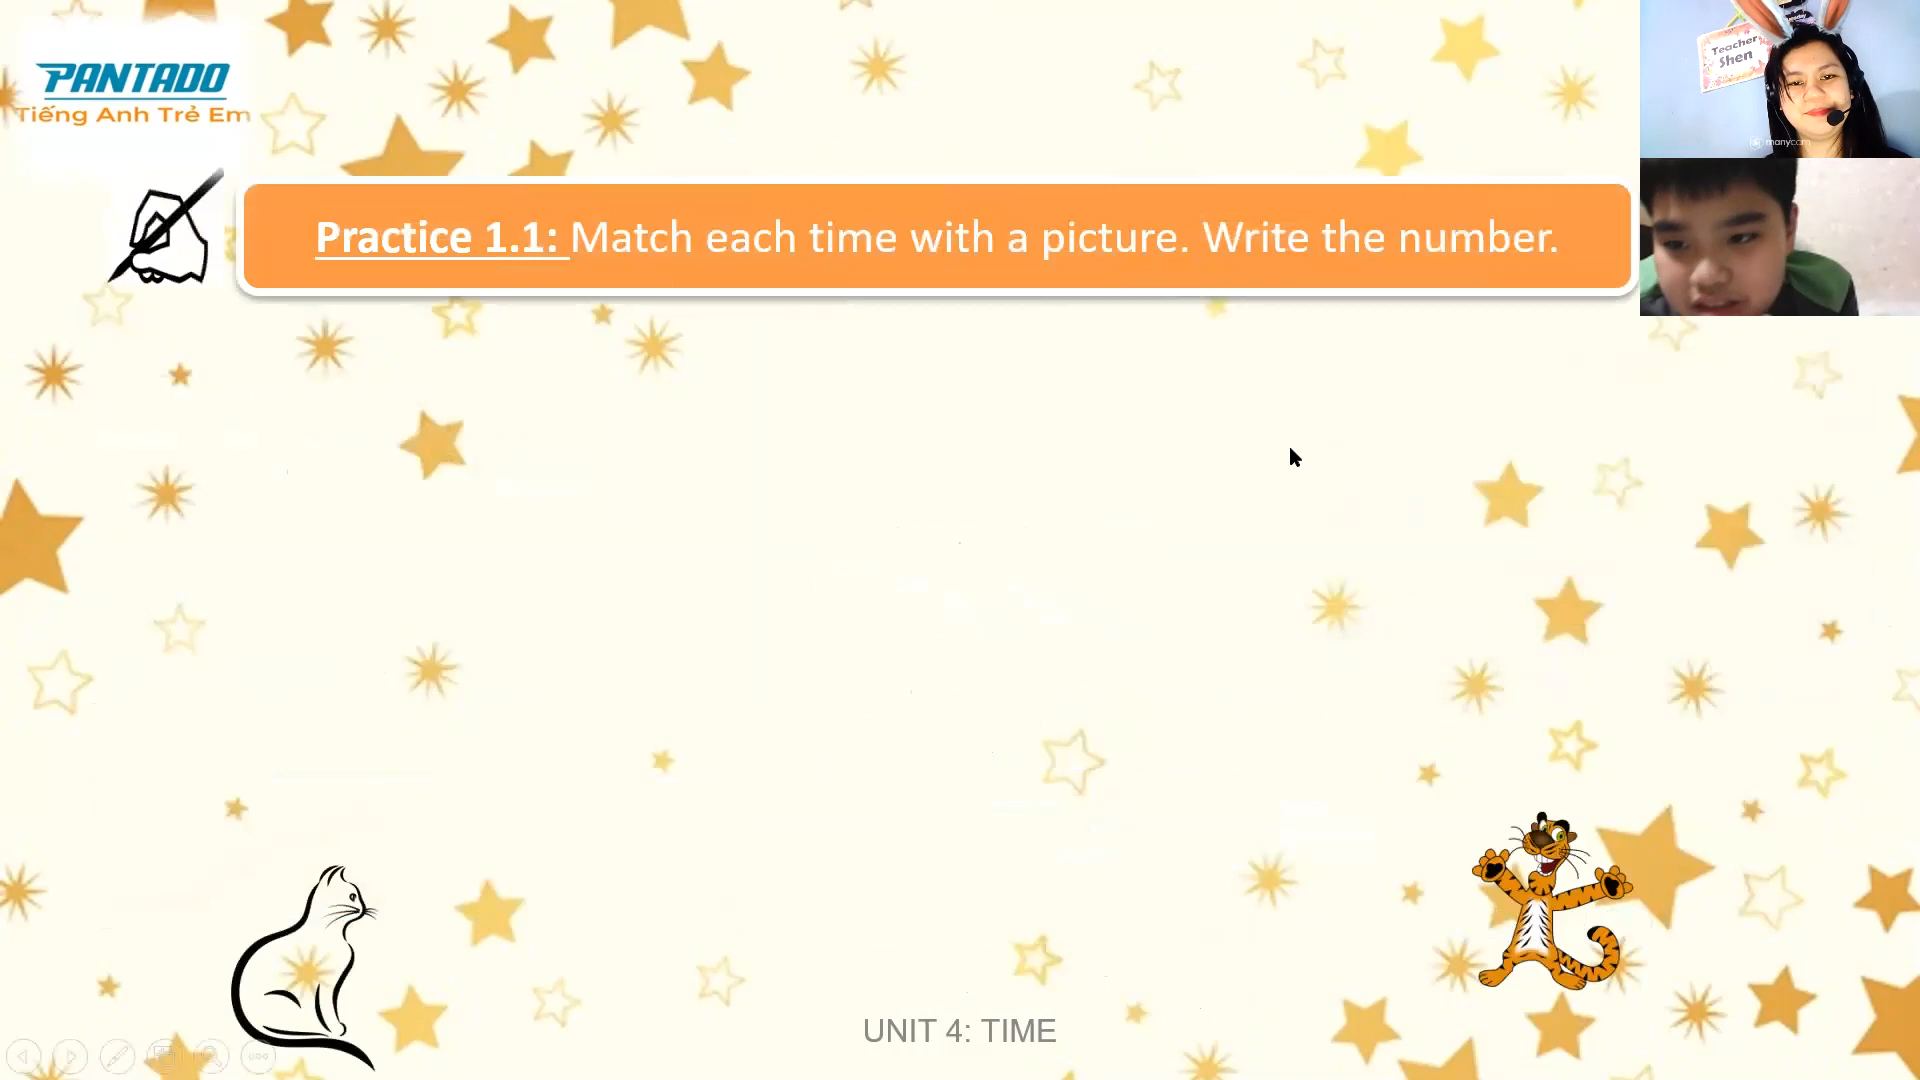 PANTADO
Tiếng Anh Trẻ Em
Teacher
Shen
manycam
Practice 1.1: Match each time with a picture. Write the number.
UNIT 4: TIME